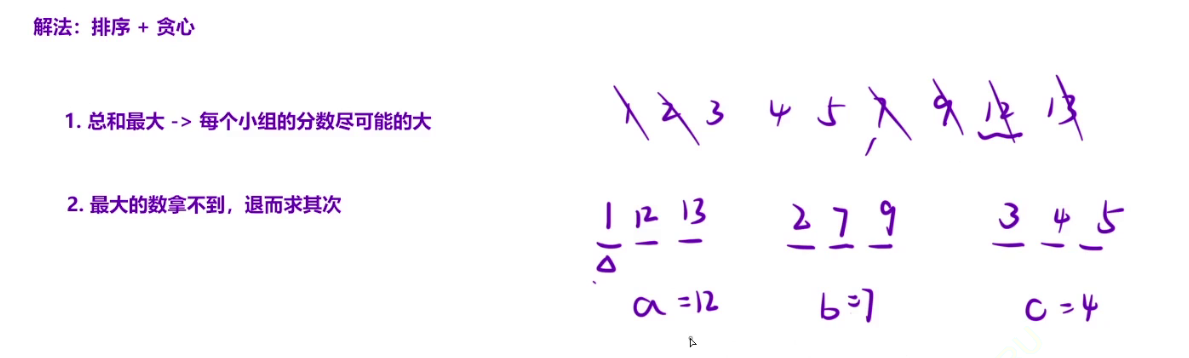 解法：排序 + 贪心
1. 总和最大 -> 每个小组的分数尽可能的大
2. 最大的数拿不到，退而求其次
1 2 3 4 5 7 9 12 13
1 12 13 2 7 9 3 4 5
a=12 b=7 c=4